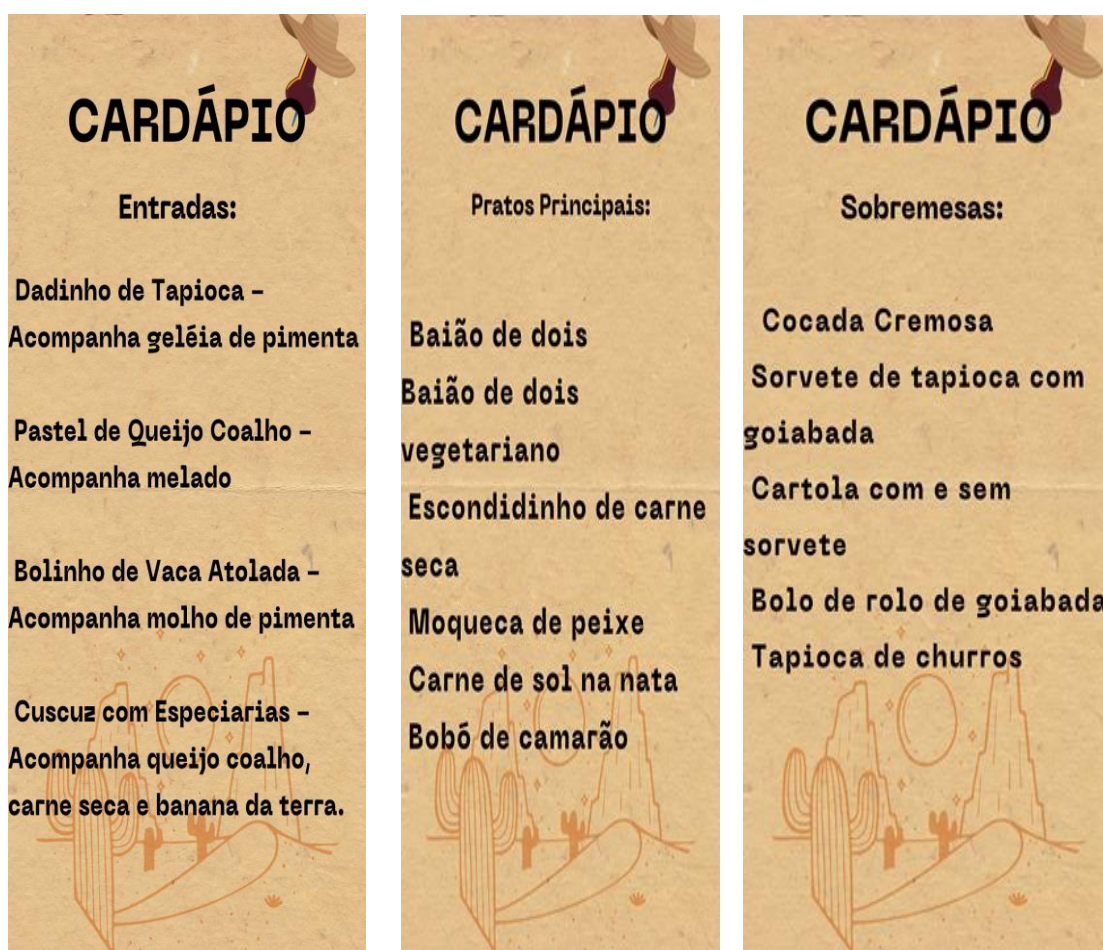 CARDÁPIO
Entradas:
Dadinho de Tapioca –
Acompanha geléia de pimenta
Pastel de Queijo Coalho –
Acompanha melado
Bolinho de Vaca Atolada –
Acompanha molho de pimenta
Cuscuz com Especiarias –
Acompanha queijo coalho,
carne seca e banana da terra.
CARDÁPIO
Pratos Principais:
Baião de dois
Baião de dois
vegetariano
Escondidinho de carne
seca
Moqueca de peixe
Carne de sol na nata
Bobó de camarão
CARDÁPIO
Sobremesas:
Cocada Cremosa
Sorvete de tapioca com
goiabada
Cartola com e sem
sorvete
Bolo de rolo de goiabada
Tapioca de churros